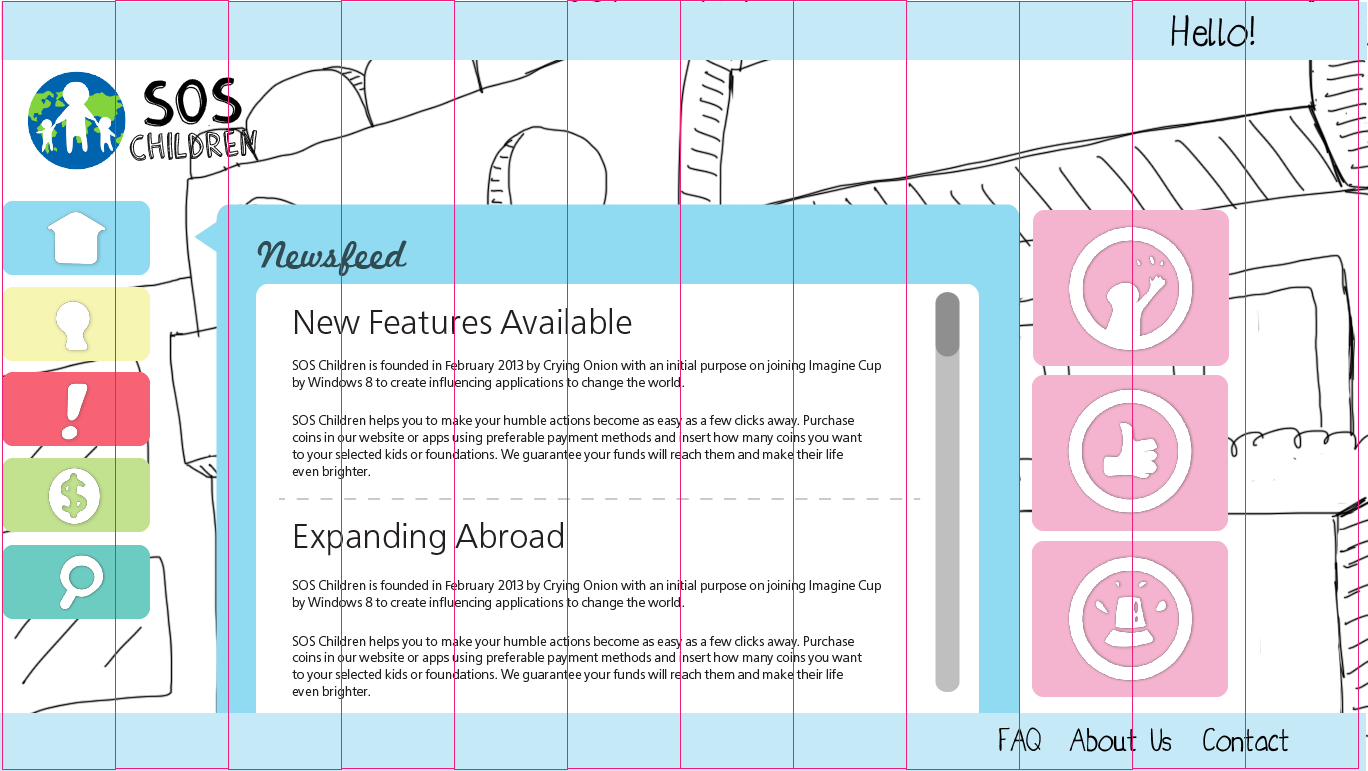 Hello!
SOS
CHILDREN
Newsfeed
New Features Available
SOS Children is founded in February 2013 by Crying Onion with an initial purpose on joining Imagine Cup
by Windows 8 to create influencing applications to change the world.
SOS Children helps you to make your humble actions become as easy as a few clicks away. Purchase
coins in our website or apps using preferable payment methods and insert how many coins you want
to your selected kids or foundations. We guarantee your funds will reach them and make their life
even brighter.
Expanding Abroad
SOS Children is founded in February 2013 by Crying Onion with an initial purpose on joining Imagine Cup
by Windows 8 to create influencing applications to change the world.
SOS Children helps you to make your humble actions become as easy as a few clicks away. Purchase
coins in our website or apps using preferable payment methods and insert how many coins you want
to your selected kids or foundations. We guarantee your funds will reach them and make their life
even brighter.
FAQ About Us Contact